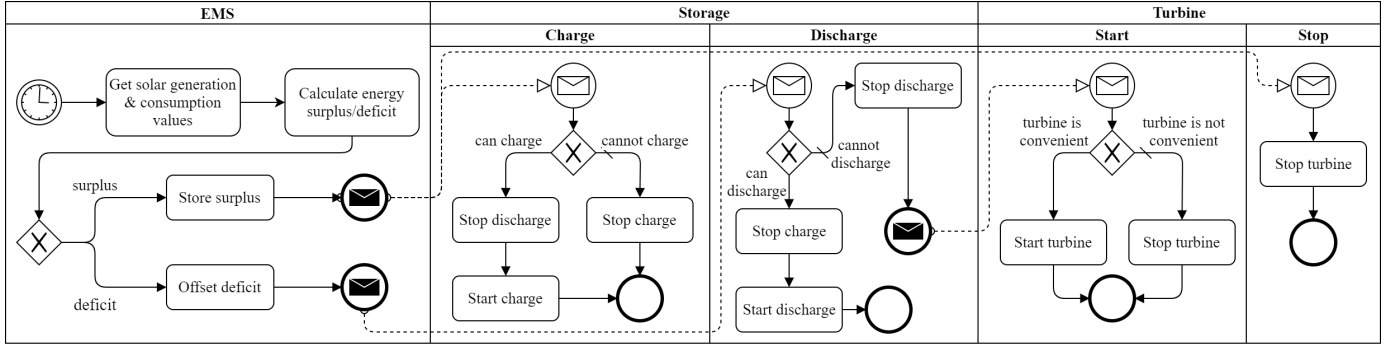 EMS
Storage
Turbine
Charge
Discharge
Start
Stop
Get solar generation
& consumption
values
Calculate energy
surplus/deficit
surplus
Store surplus
deficit
Offset deficit
can charge
cannot charge
Stop discharge
Stop charge
Start charge
Stop discharge
cannot
discharge
can
discharge
Stop charge
Start discharge
turbine is
convenient
turbine is not
convenient
Start turbine
Stop turbine
Stop turbine